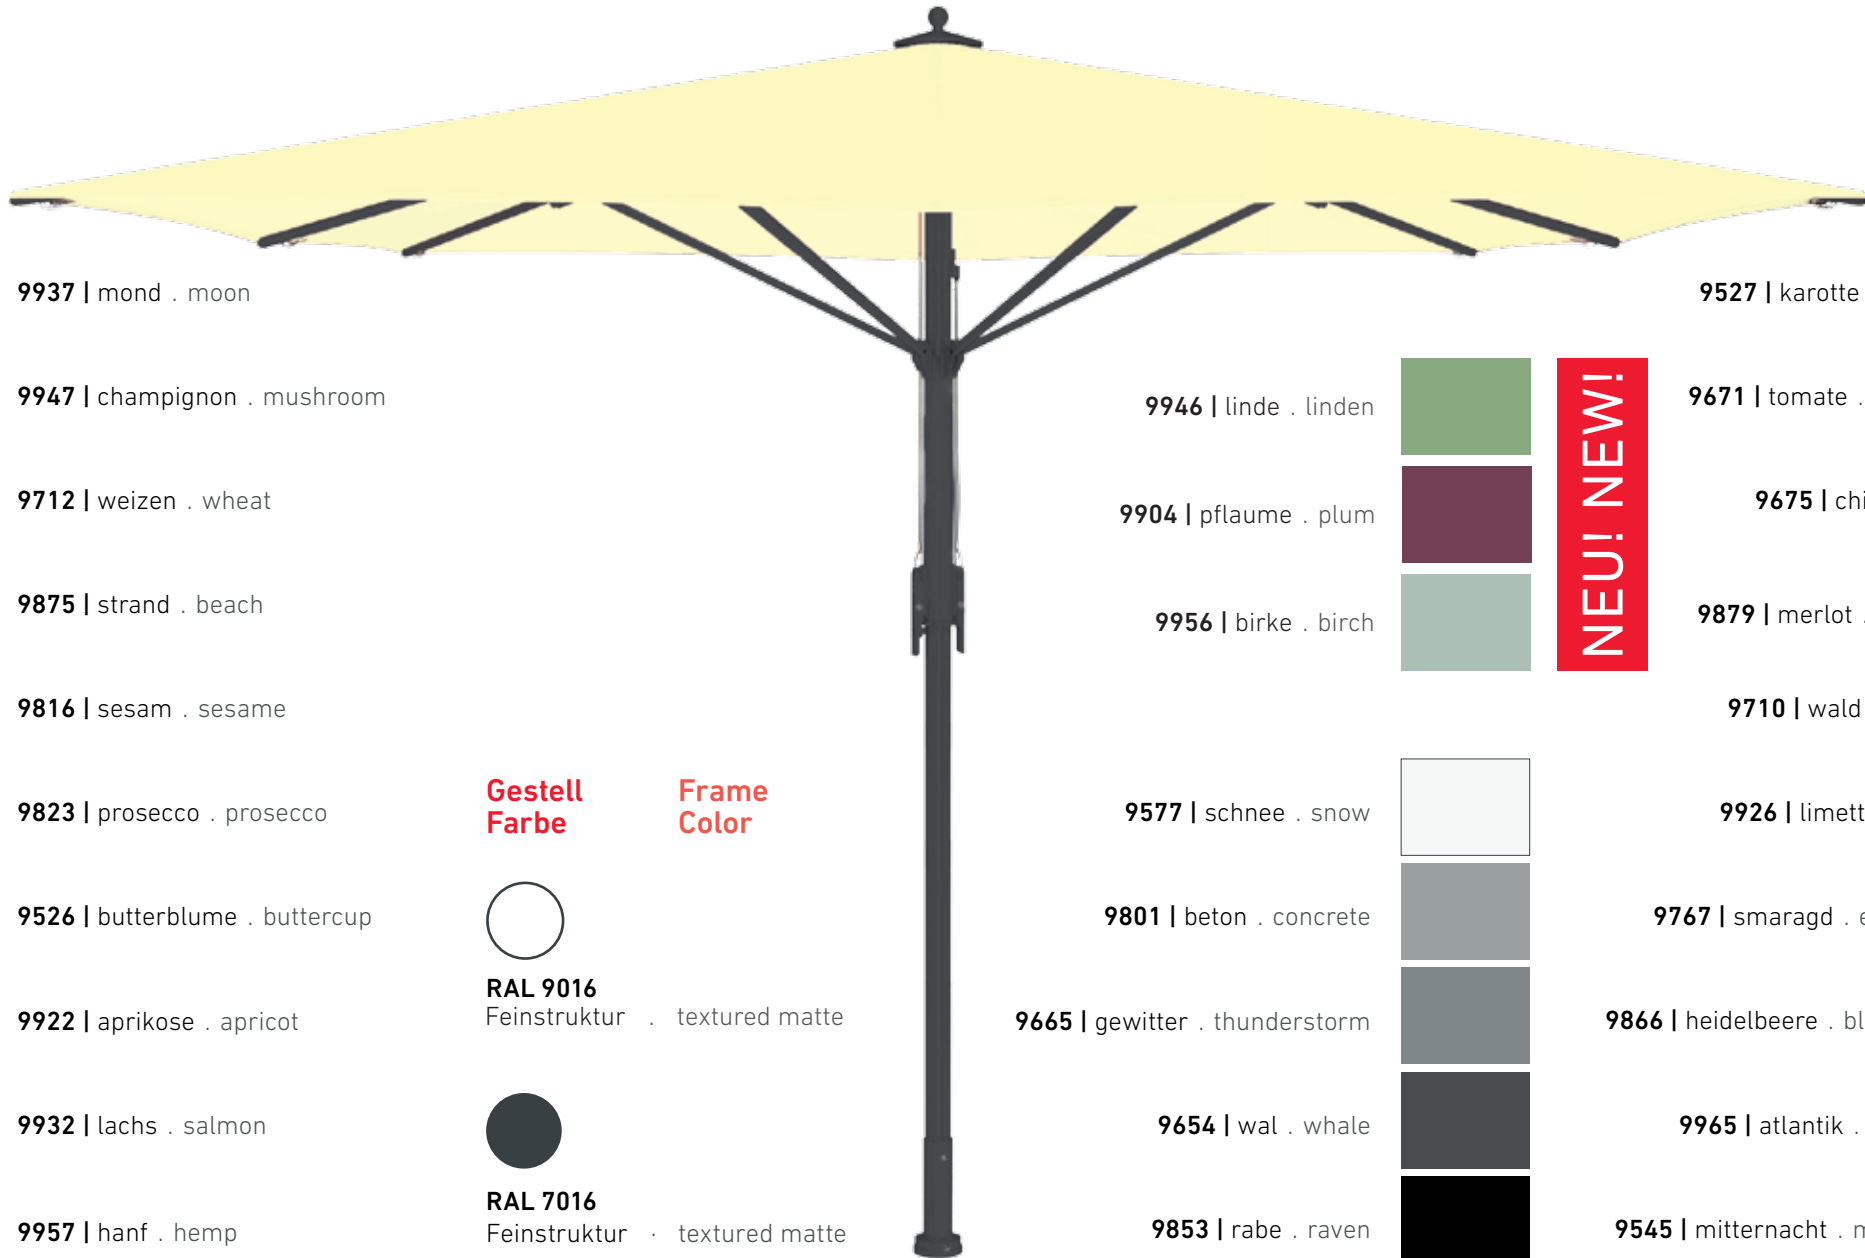 9937 | mond . moon
9947 | champignon . mushroom
9712 | weizen . wheat
9875 | strand . beach
9816 | sesam . sesame
9823 | prosecco . prosecco
9526 | butterblume . buttercup
9922 | aprikose . apricot
9932 | lachs . salmon
9957 | hanf . hemp
Gestell
Farbe
Frame
Color
RAL 9016
Feinstruktur . textured matte
RAL 7016
Feinstruktur · textured matte
9946 | linde . linden
9904 | pflaume . plum
9956 | birke . birch
NEU! NEW!
9577 | schnee . snow
9801 | beton . concrete
9665 | gewitter . thunderstorm
9654 | wal . whale
9853 | rabe . raven
9527 | karotte
9671 | tomate .
9675 |
9879 | merlot .
9710 | wald
9926 |
9767 | smaragd .
9866 | heidelbeere .
9965 | atlantik .
9545 | mitternacht .